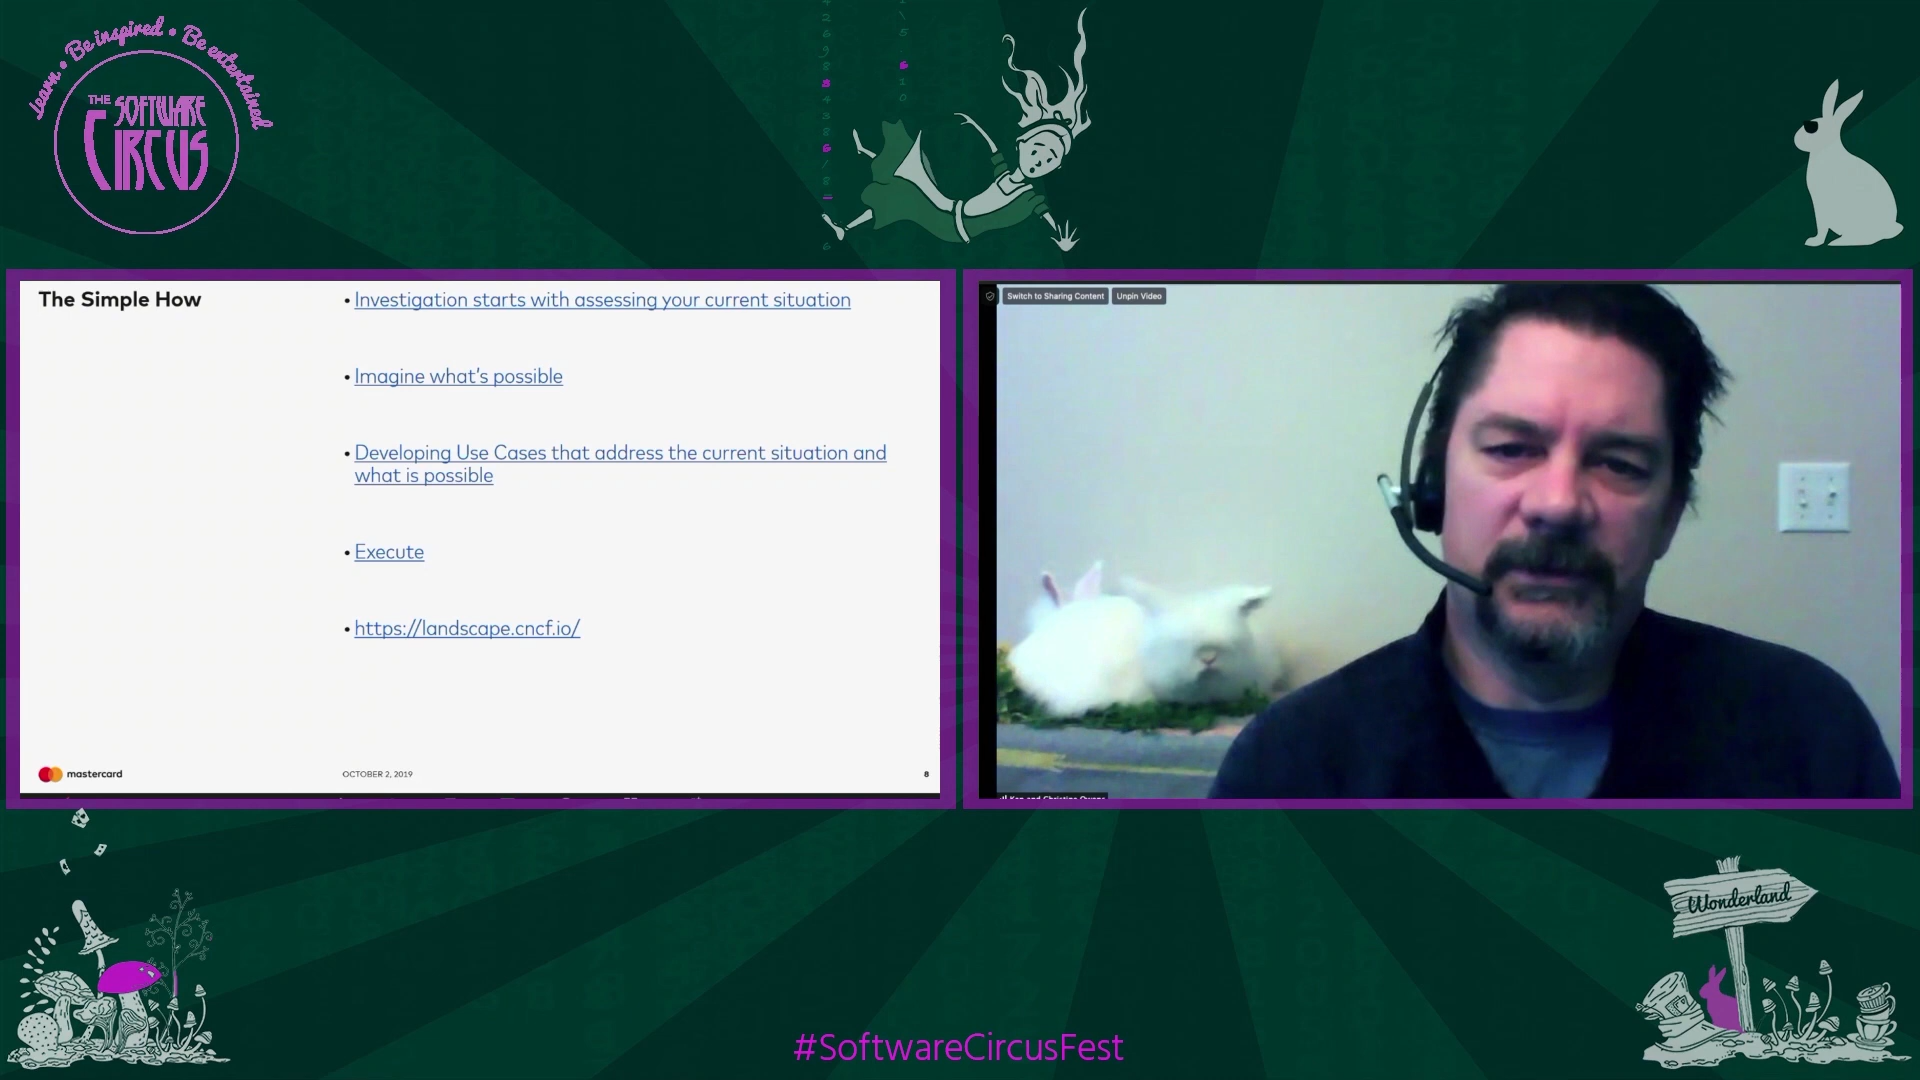 Learn • Be inspired • Be entertained
THE SOFTWARE
CIRCUS
The Simple How
• Investigation starts with assessing your current situation
• Imagine what's possible
• Developing Use Cases that address the current situation and
what is possible
• Execute
• https://landscape.cncf.io/
mastercard
OCTOBER 2, 2019
8
Switch to Sharing Content
Unpin Video
Wonderland
#SoftwareCircusFest